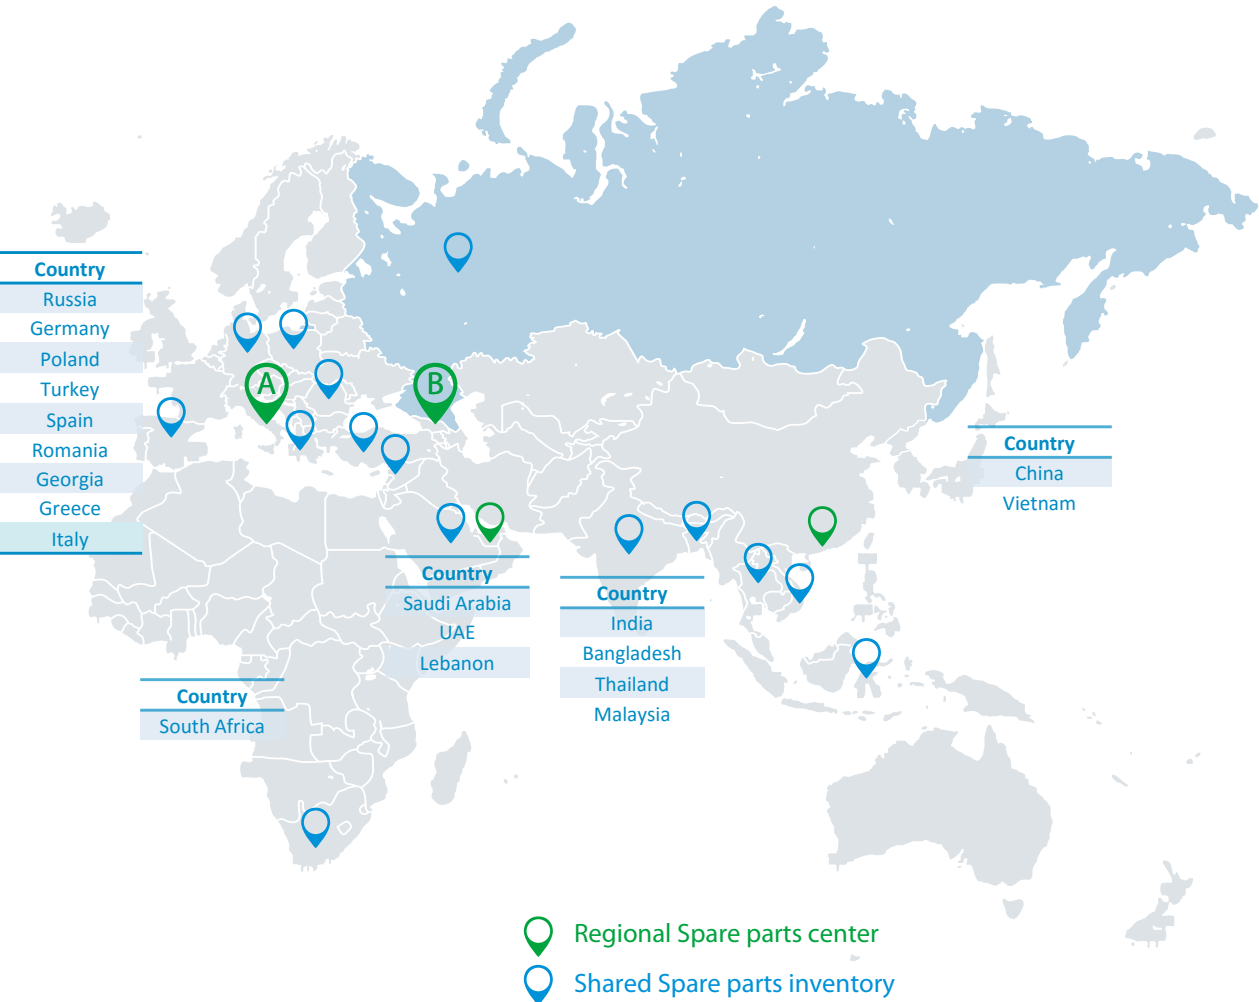 Country
Russia
Germany
Poland
Turkey
Spain
Romania
Georgia
Greece
Italy
A
B
Country
China
Vietnam
Country
Saudi Arabia
UAE
Lebanon
Country
India
Bangladesh
Thailand
Malaysia
Country
South Africa
Regional Spare parts center
Shared Spare parts inventory